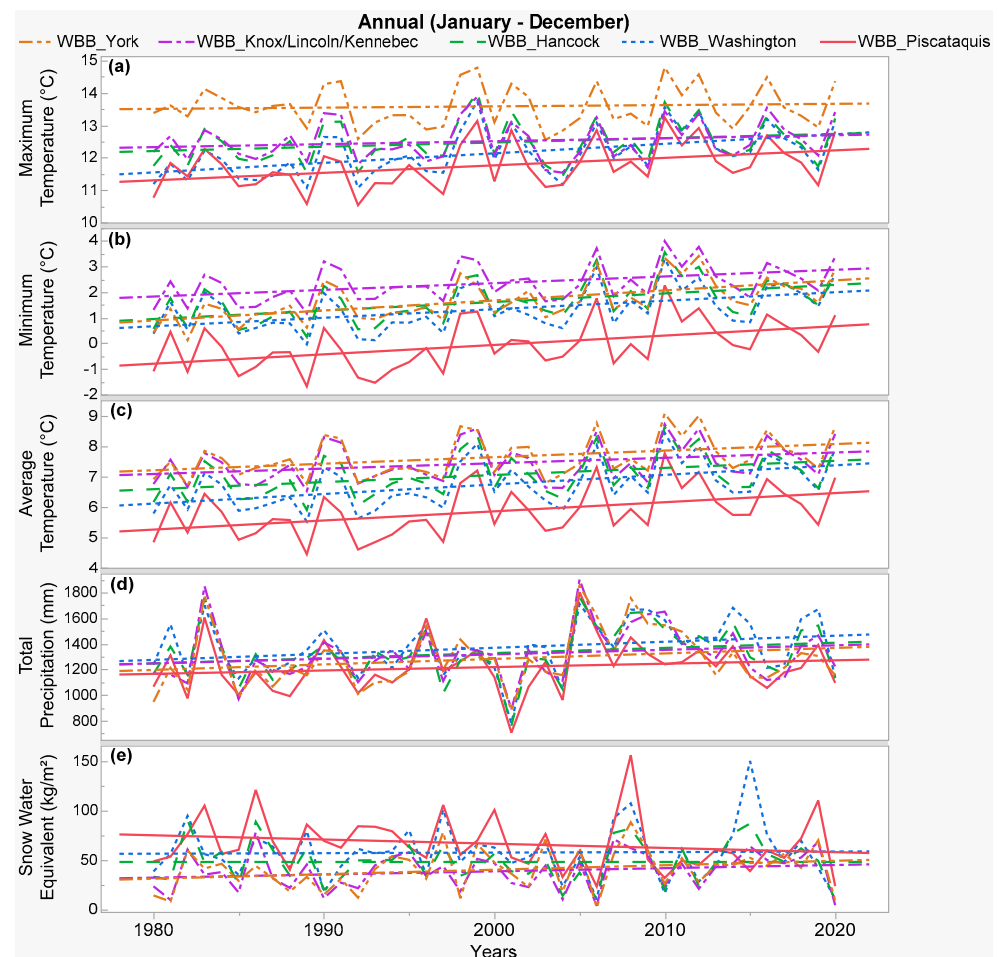 Annual (January - December)
WBB_York WBB_Knox/Lincoln/Kennebec WBB_Hancock WBB_Washington WBB_Piscataquis
(a)
Maximum
Temperature (°C)
15
14
13
12
11
10
(b)
Minimum
Temperature (°C)
4
3
2
1
0
-1
-2
(c)
Average
Temperature (°C)
9
8
7
6
5
4
(d)
Total
Precipitation (mm)
1800
1600
1400
1200
1000
800
(e)
Snow Water
Equivalent (kg/m²)
150
100
50
0
1980 1990 2000 2010 2020
Years